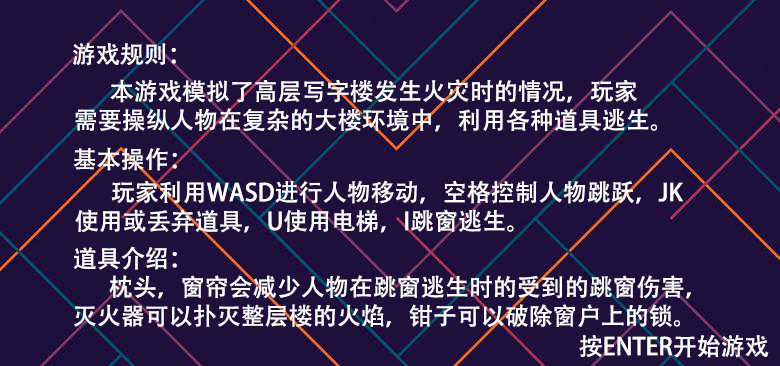 游戏规则：
本游戏模拟了高层写字楼发生火灾时的情况，玩家
需要操纵人物在复杂的大楼环境中，利用各种道具逃生。
基本操作：
玩家利用WASD进行人物移动，空格控制人物跳跃，JK
使用或丢弃道具，U使用电梯，I跳窗逃生。
道具介绍：
枕头，窗帘会减少人物在跳窗逃生时的受到的跳窗伤害，
灭火器可以扑灭整层楼的火焰，钳子可以破除窗户上的锁。
按ENTER开始游戏